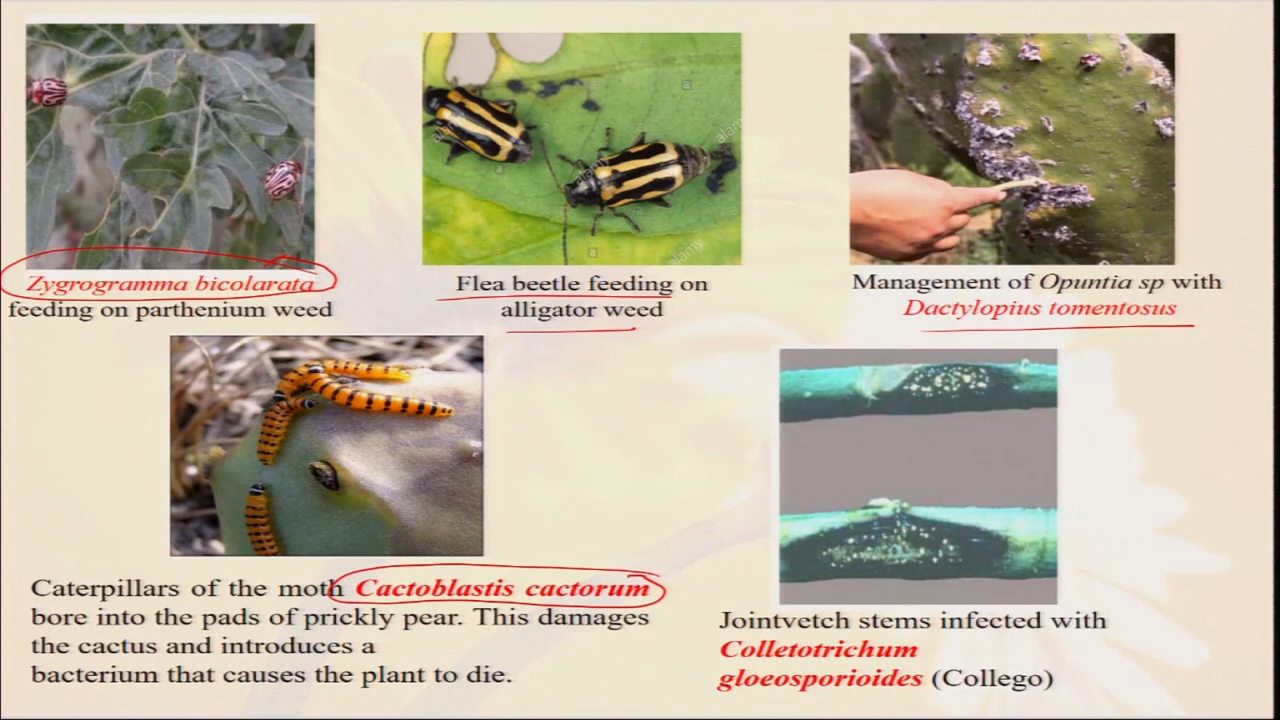 Zygrogramma bicolarata
feeding on parthenium weed
Flea beetle feeding on
alligator weed
Management of Opuntia sp with
Dactylopius tomentosus
Caterpillars of the moth Cactoblastis cactorum
bore into the pads of prickly pear. This damages
the cactus and introduces a
bacterium that causes the plant to die.
Jointvetch stems infected with
Colletotrichum
gloeosporioides (Collego)